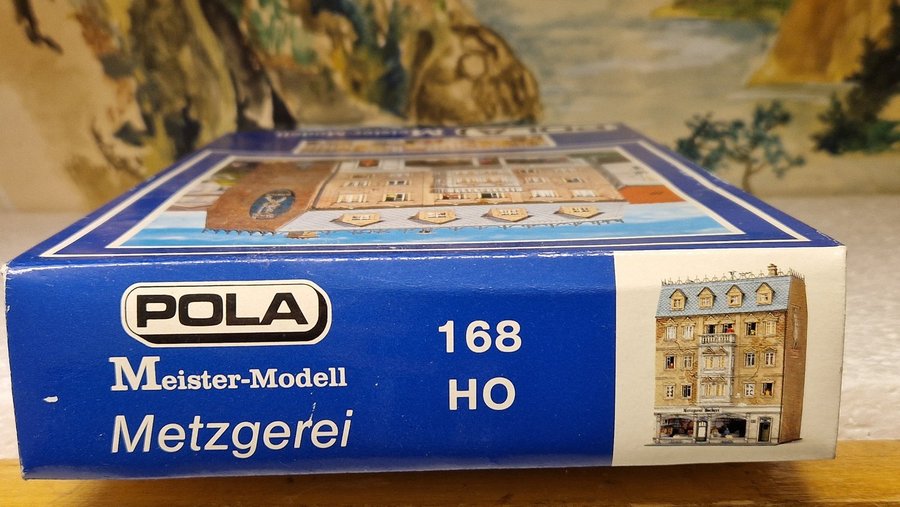 POLA
Meister-Modell
Metzgerei
168
HO